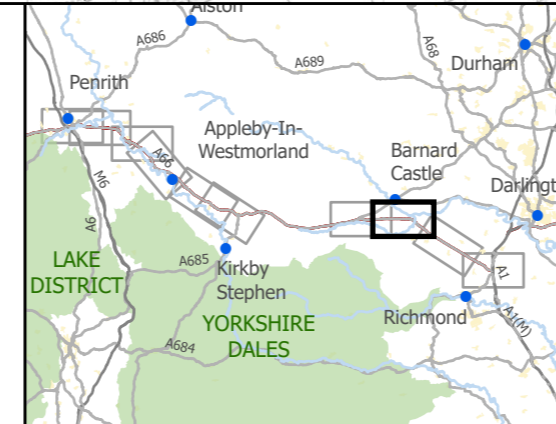 Alston
A686
A689
A68
Durham
Penrith
Appleby-In-
Westmorland
A66
Barnard
Castle
Darlingt
M6
A6
LAKE
DISTRICT
A685
Kirkby
Stephen
A1
Richmond
A1(M)
YORKSHIRE
DALES
A684